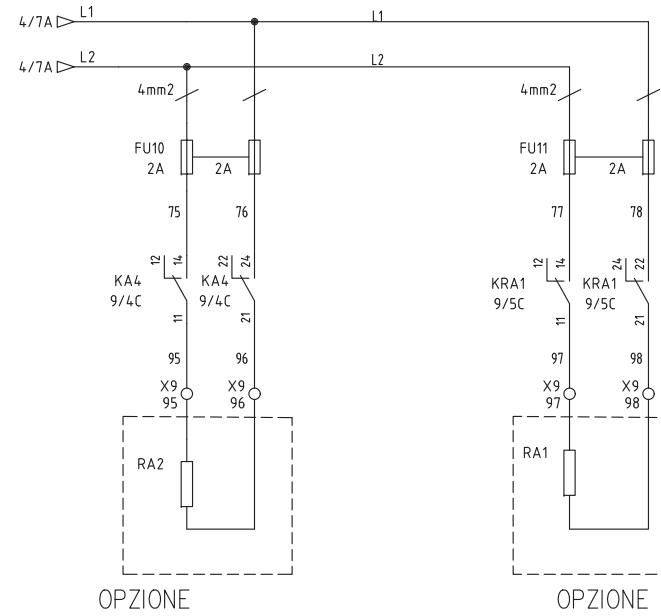 4/7A L1 L1
4/7A L2 L2
4mm2 4mm2
FU10 FU11
2A 2A 2A 2A
75 76 77 78
12 14 22 24 12 14 24 22
KA4 KA4 KRA1 KRA1
9/4C 9/4C 9/5C 9/5C
11 21 11 21
95 96 97 98
X9 X9 X9 X9
95 96 97 98
RA2 RA1
OPZIONE OPZIONE